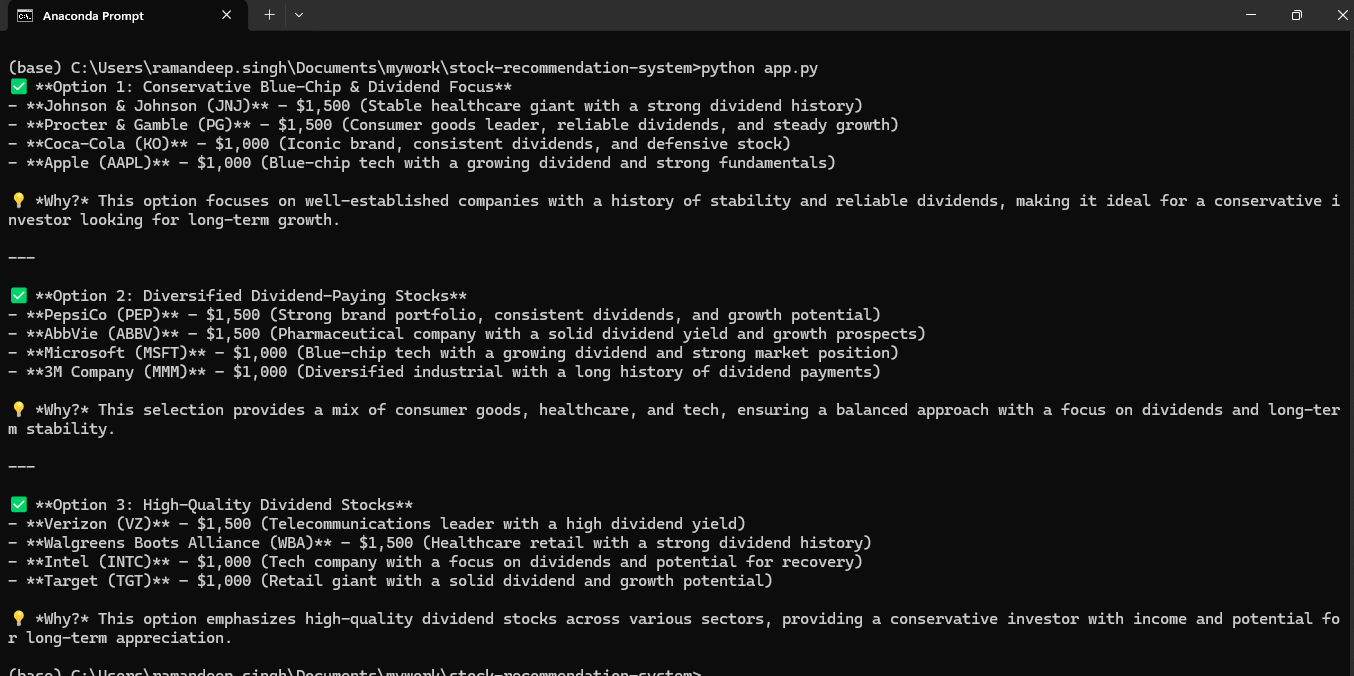 Anaconda Prompt
(base) C:\Users\ramandeep.singh\Documents\mywork\stock-recommendation-system>python app.py
✅ **Option 1: Conservative Blue-Chip & Dividend Focus**
- **Johnson & Johnson (JNJ)** - $1,500 (Stable healthcare giant with a strong dividend history)
- **Procter & Gamble (PG)** - $1,500 (Consumer goods leader, reliable dividends, and steady growth)
- **Coca-Cola (KO)** - $1,000 (Iconic brand, consistent dividends, and defensive stock)
- **Apple (AAPL)** - $1,000 (Blue-chip tech with a growing dividend and strong fundamentals)
💡 *Why?* This option focuses on well-established companies with a history of stability and reliable dividends, making it ideal for a conservative i
nvestor looking for long-term growth.
---
✅ **Option 2: Diversified Dividend-Paying Stocks**
- **PepsiCo (PEP)** - $1,500 (Strong brand portfolio, consistent dividends, and growth potential)
- **AbbVie (ABBV)** - $1,500 (Pharmaceutical company with a solid dividend yield and growth prospects)
- **Microsoft (MSFT)** - $1,000 (Blue-chip tech with a growing dividend and strong market position)
- **3M Company (MMM)** - $1,000 (Diversified industrial with a long history of dividend payments)
💡 *Why?* This selection provides a mix of consumer goods, healthcare, and tech, ensuring a balanced approach with a focus on dividends and long-ter
m stability.
---
✅ **Option 3: High-Quality Dividend Stocks**
- **Verizon (VZ)** - $1,500 (Telecommunications leader with a high dividend yield)
- **Walgreens Boots Alliance (WBA)** - $1,500 (Healthcare retail with a strong dividend history)
- **Intel (INTC)** - $1,000 (Tech company with a focus on dividends and potential for recovery)
- **Target (TGT)** - $1,000 (Retail giant with a solid dividend and growth potential)
💡 *Why?* This option emphasizes high-quality dividend stocks across various sectors, providing a conservative investor with income and potential fo
r long-term appreciation.
(base) C:\Users\ramandeep.singh\Documents\mywork\stock-recommendation-system>